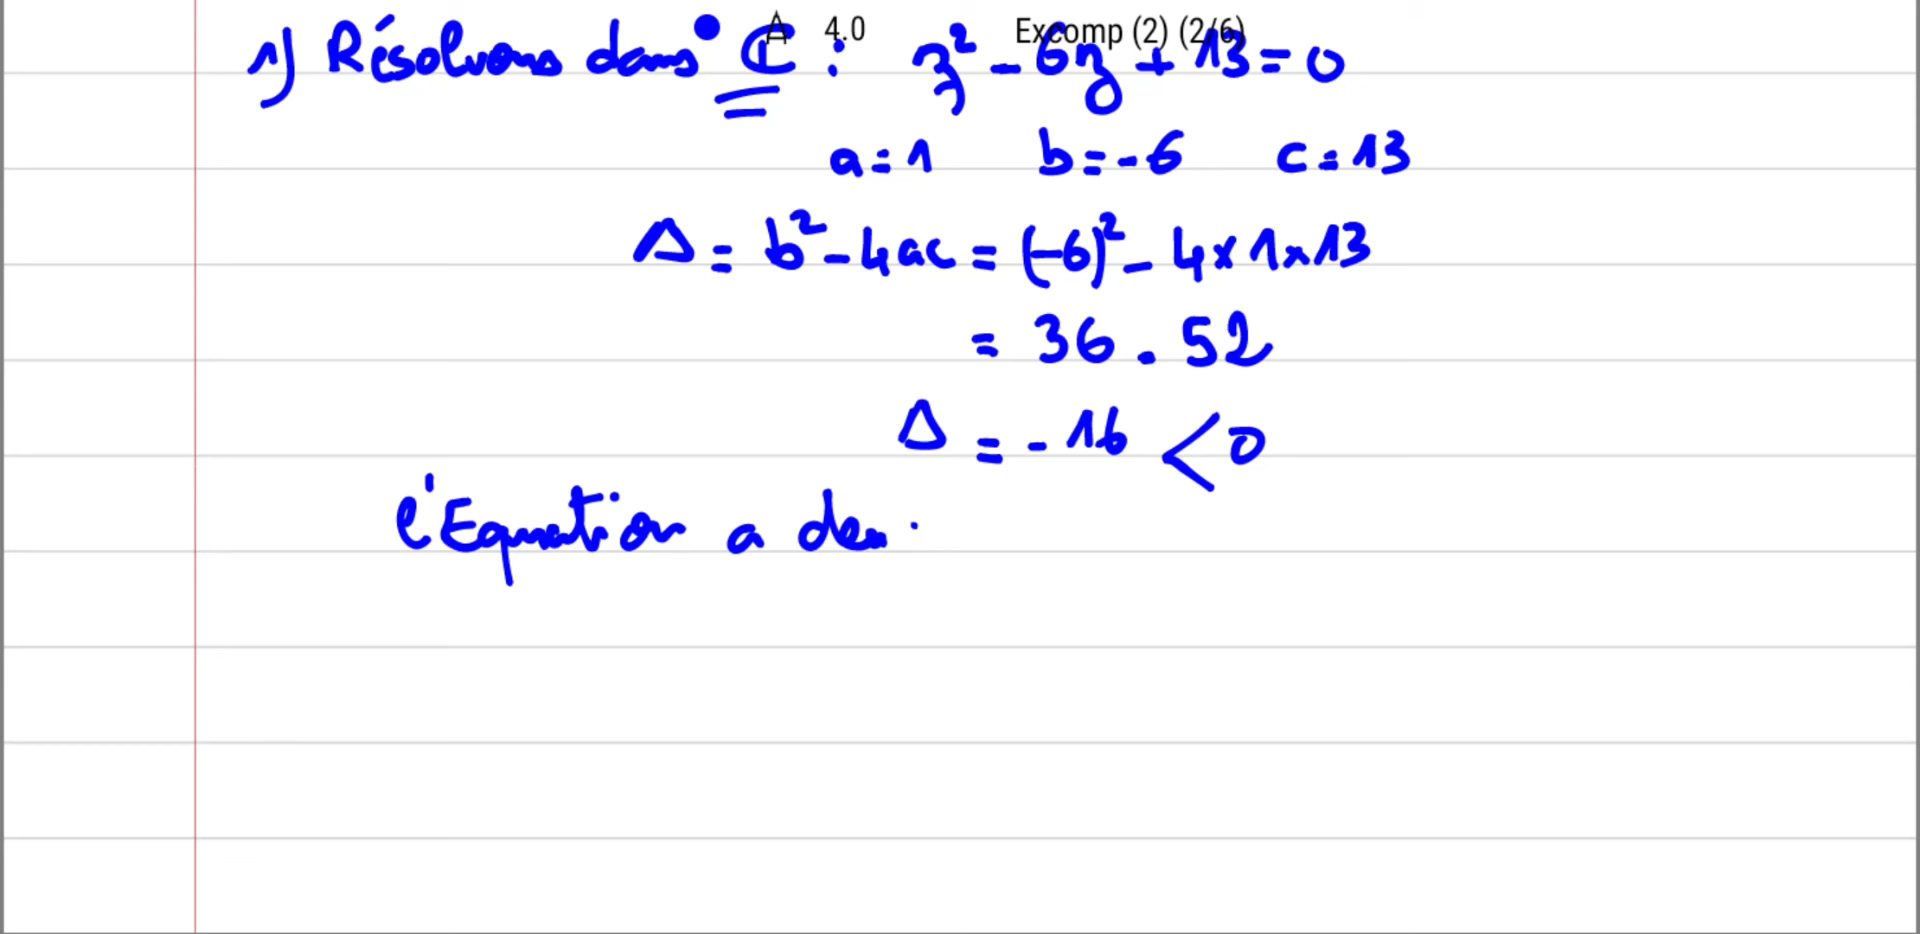 ∆ 4.0 Excomp (2) (2/6)
1) Résolvons dans ℂ : z² - 6z + 13 = 0
a = 1 b = -6 c = 13
Δ = b² - 4ac = (-6)² - 4 × 1 × 13
= 36 - 52
Δ = - 16 < 0
l'Equation a deu